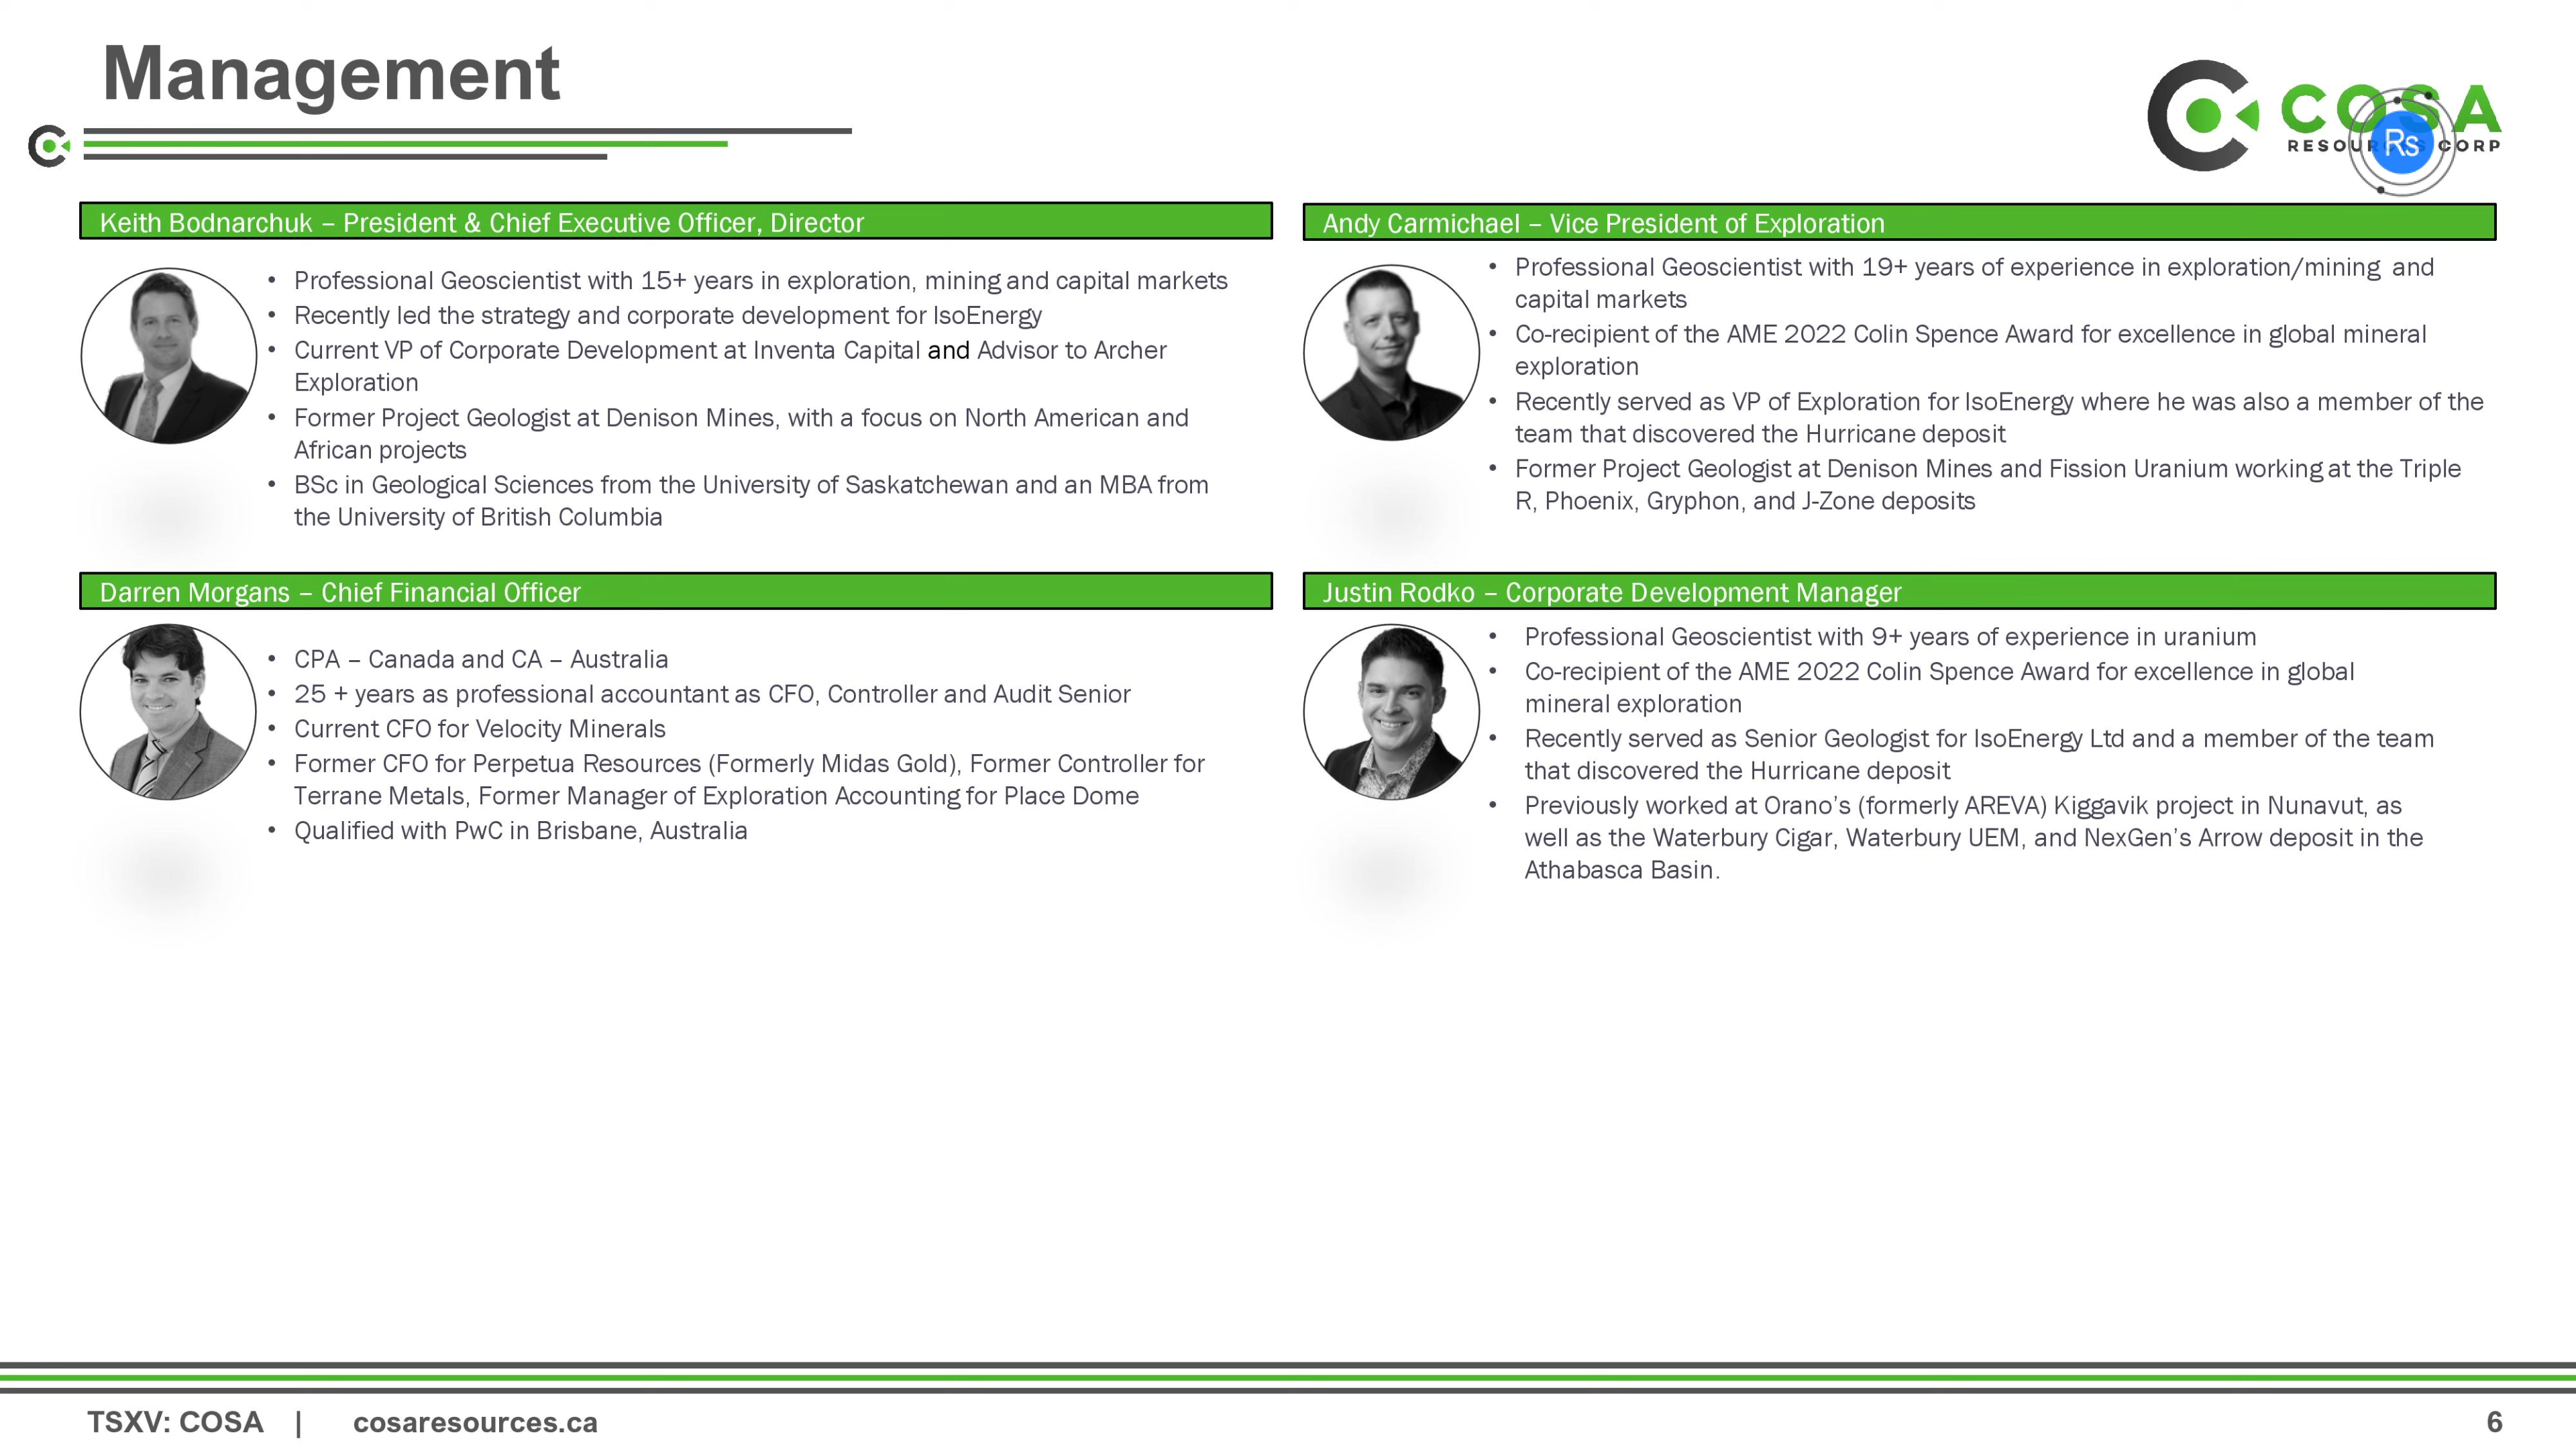 Management
COSA
RESOURCES CORP
Rs
Keith Bodnarchuk – President & Chief Executive Officer, Director
• Professional Geoscientist with 15+ years in exploration, mining and capital markets
• Recently led the strategy and corporate development for IsoEnergy
• Current VP of Corporate Development at Inventa Capital and Advisor to Archer
Exploration
• Former Project Geologist at Denison Mines, with a focus on North American and
African projects
• BSc in Geological Sciences from the University of Saskatchewan and an MBA from
the University of British Columbia
Andy Carmichael – Vice President of Exploration
• Professional Geoscientist with 19+ years of experience in exploration/mining and
capital markets
• Co-recipient of the AME 2022 Colin Spence Award for excellence in global mineral
exploration
• Recently served as VP of Exploration for IsoEnergy where he was also a member of the
team that discovered the Hurricane deposit
• Former Project Geologist at Denison Mines and Fission Uranium working at the Triple
R, Phoenix, Gryphon, and J-Zone deposits
Darren Morgans – Chief Financial Officer
• CPA – Canada and CA – Australia
• 25 + years as professional accountant as CFO, Controller and Audit Senior
• Current CFO for Velocity Minerals
• Former CFO for Perpetua Resources (Formerly Midas Gold), Former Controller for
Terrane Metals, Former Manager of Exploration Accounting for Place Dome
• Qualified with PwC in Brisbane, Australia
Justin Rodko – Corporate Development Manager
• Professional Geoscientist with 9+ years of experience in uranium
• Co-recipient of the AME 2022 Colin Spence Award for excellence in global
mineral exploration
• Recently served as Senior Geologist for IsoEnergy Ltd and a member of the team
that discovered the Hurricane deposit
• Previously worked at Orano’s (formerly AREVA) Kiggavik project in Nunavut, as
well as the Waterbury Cigar, Waterbury UEM, and NexGen’s Arrow deposit in the
Athabasca Basin.
TSXV: COSA | cosaresources.ca
6